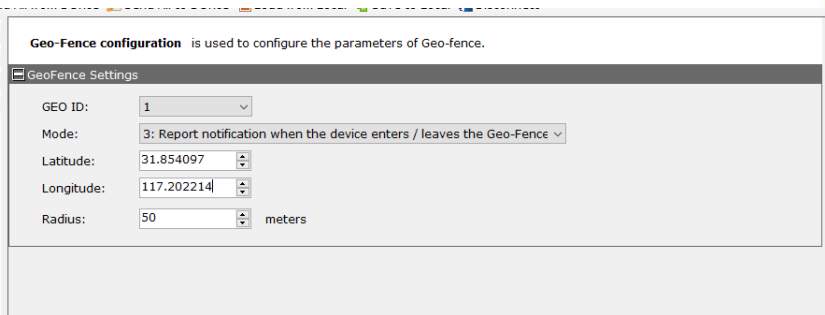 Geo-Fence configuration is used to configure the parameters of Geo-fence.
GeoFence Settings
GEO ID: 1
Mode: 3: Report notification when the device enters / leaves the Geo-Fence
Latitude: 31.854097
Longitude: 117.202214
Radius: 50 meters